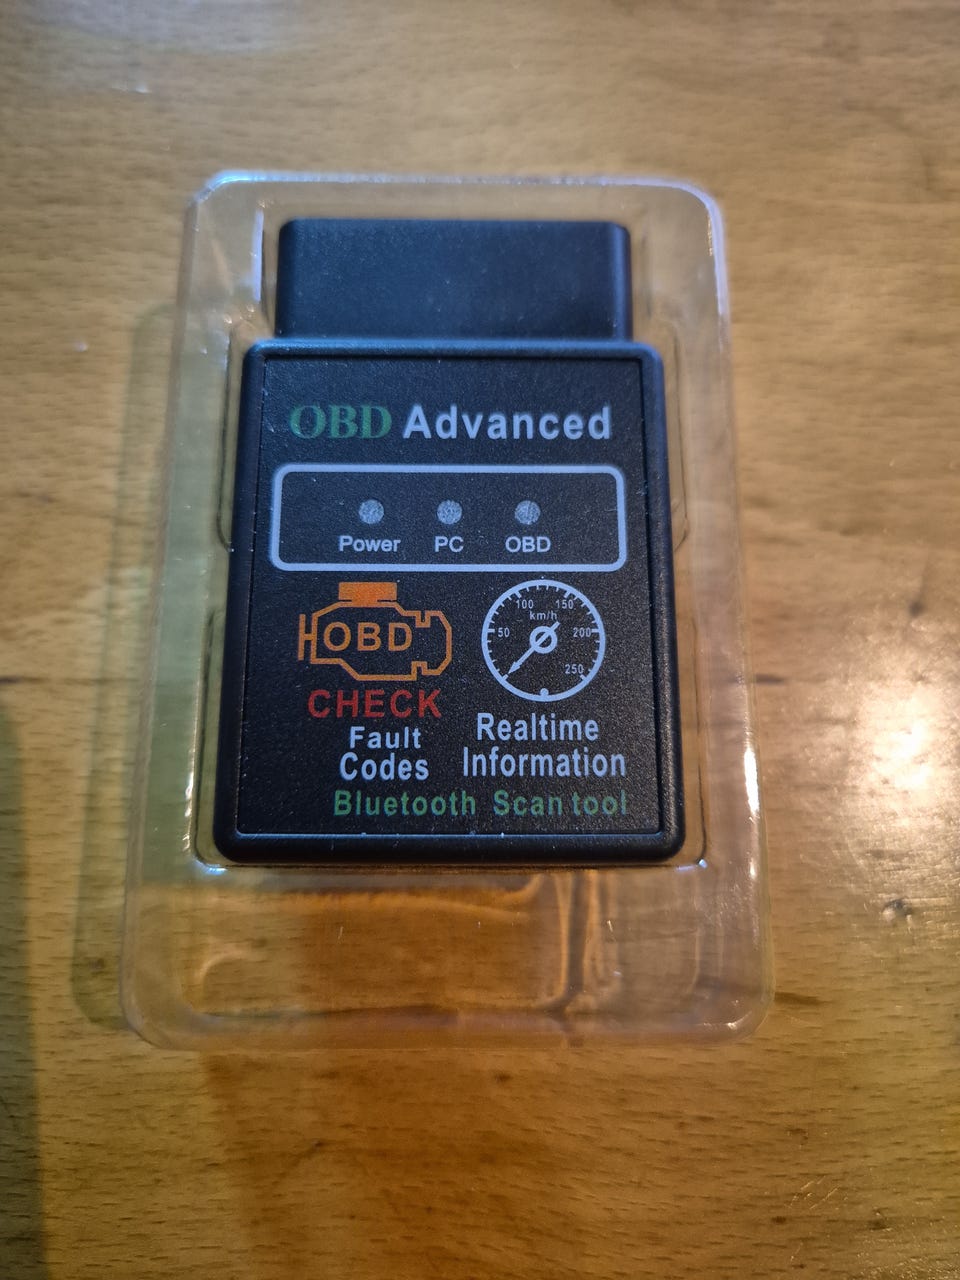 OBD Advanced
Power PC OBD
100 150
km/h
50 200
250
OBD
CHECK
Fault
Codes
Realtime
Information
Bluetooth Scan tool